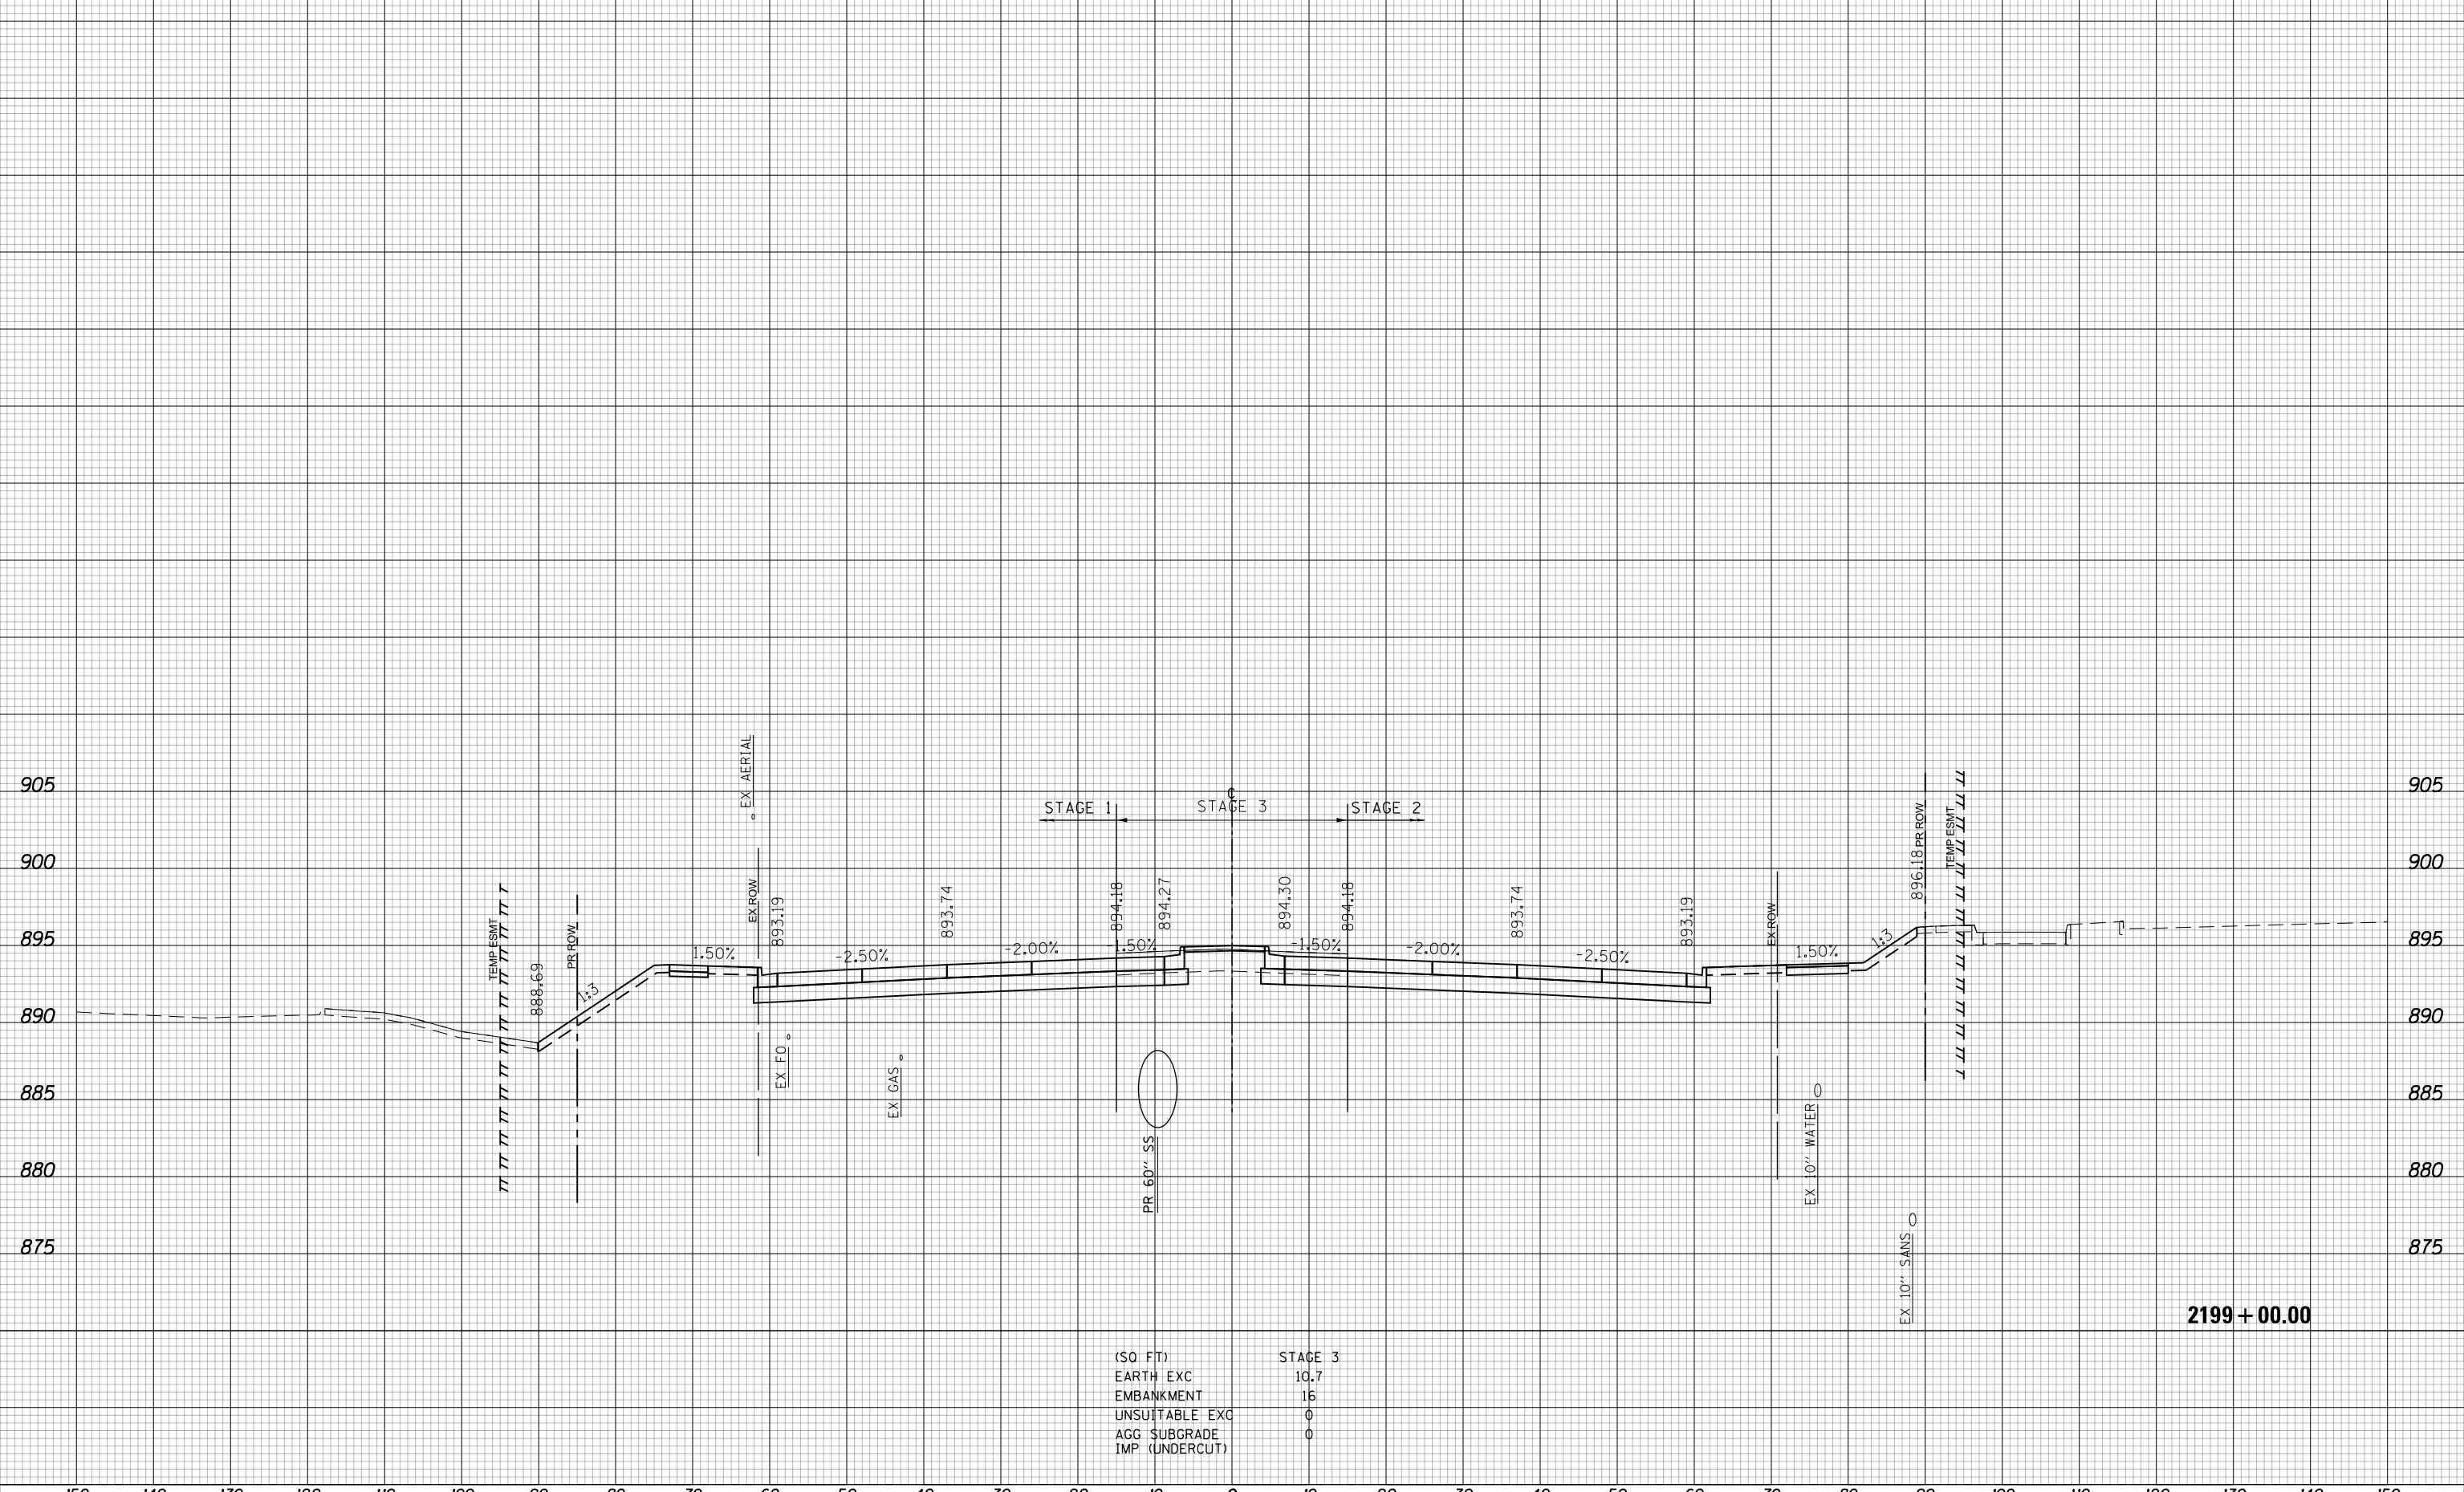 EX AERIAL
905
905
℄
STAGE 1
STAGE 3
STAGE 2
900
900
TEMP ESMT
PR ROW
EX ROW
893.19
893.74
894.18
894.27
894.30
894.18
893.74
893.19
EX ROW
896.18
PR ROW
TEMP ESMT
895
895
888.69
1:3
1.50%
-2.50%
-2.00%
-1.50%
-1.50%
-2.00%
-2.50%
1.50%
1:3
890
890
EX FO
EX GAS
885
885
PR 60" SS
EX 10" WATER
880
880
875
875
EX 10" SANS
2199+00.00
(SQ FT) STAGE 3
EARTH EXC 10.7
EMBANKMENT 16
UNSUITABLE EXC 0
AGG SUBGRADE 0
IMP (UNDERCUT)